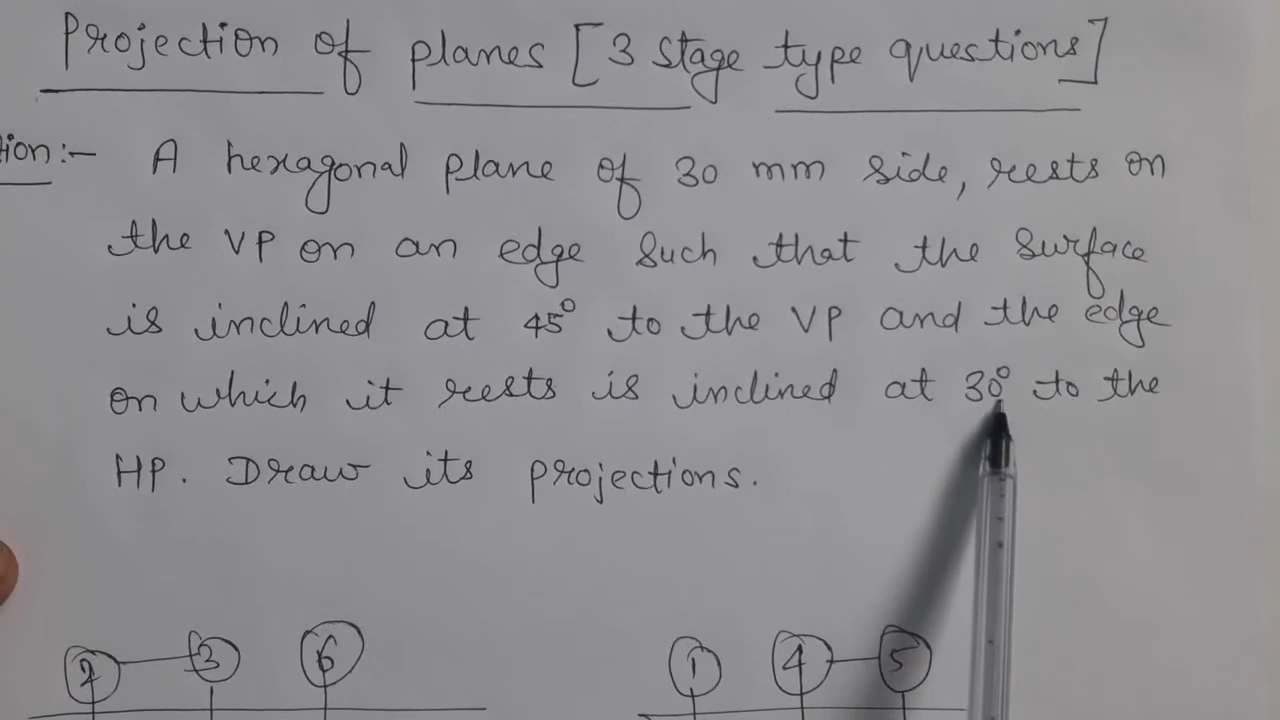 Projection of planes [3 stage type questions]
tion:- A hexagonal plane of 30 mm side, rests on
the VP on an edge such that the surface
is inclined at 45° to the VP and the edge
on which it rests is inclined at 30° to the
HP. Draw its projections.
2 3 6 1 4 5